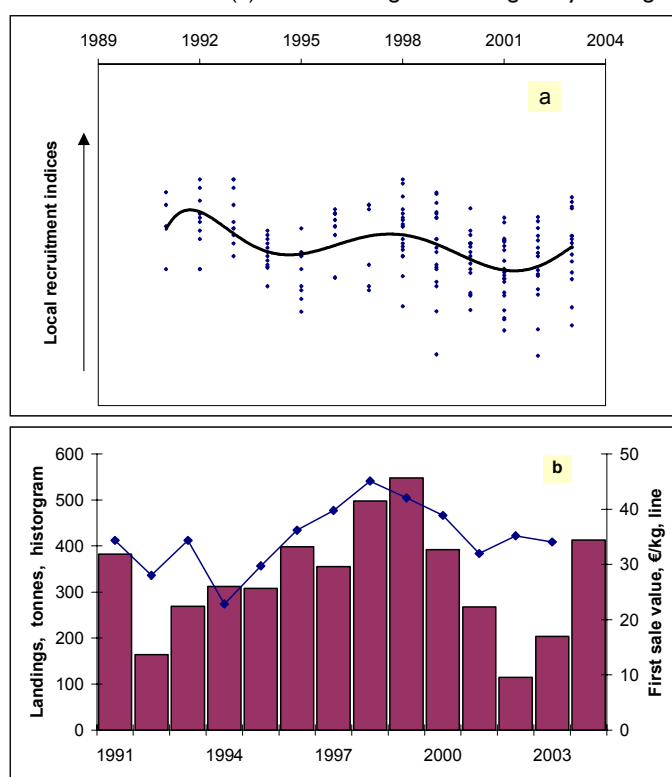 (
1989 1992 1995 1998 2001 2004
a
Local recruitment indices
b
600 500 400 300 200 100 0
Landings, tonnes, historgram
50 40 30 20 10 0
First sale value, €/kg, line
1991 1994 1997 2000 2003